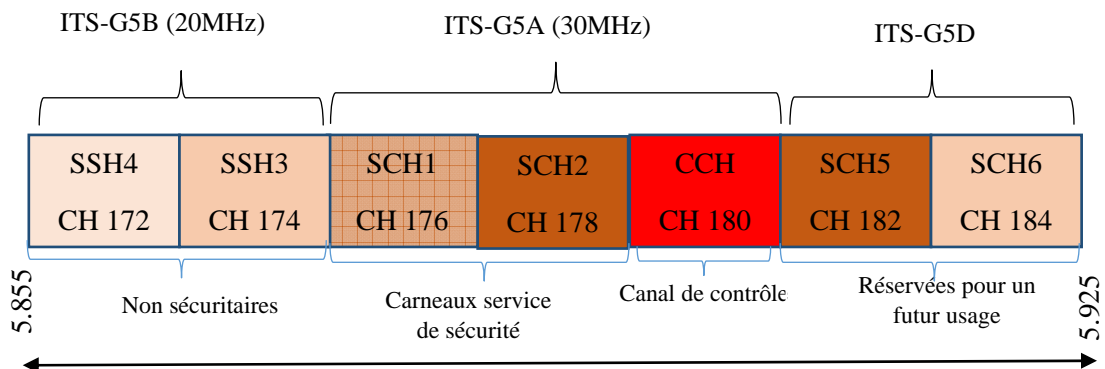 ITS-G5B (20MHz)
ITS-G5A (30MHz)
ITS-G5D
SSH4
CH 172
SSH3
CH 174
SCH1
CH 176
SCH2
CH 178
CCH
CH 180
SCH5
CH 182
SCH6
CH 184
5.855
Non sécuritaires
Carneaux service
de sécurité
Canal de contrôle
Réservées pour un
futur usage
5.925